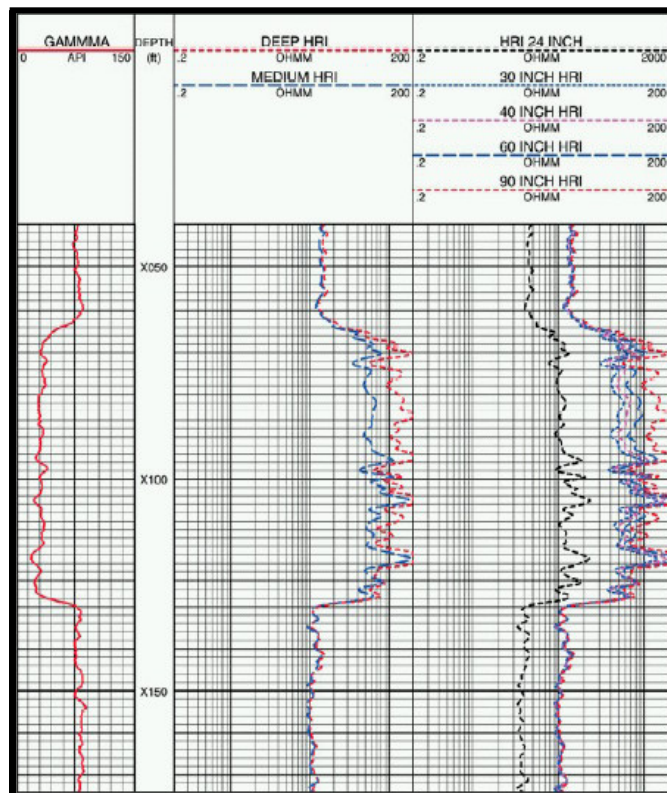 GAMMMA DEPTH DEEP HRI HRI 24 INCH
0 API 150 (ft) .2 OHMM 200 .2 OHMM 2000
MEDIUM HRI 30 INCH HRI
.2 OHMM 200 .2 OHMM 200
40 INCH HRI
.2 OHMM 200
60 INCH HRI
.2 OHMM 200
90 INCH HRI
.2 OHMM 200
X050
X100
X150